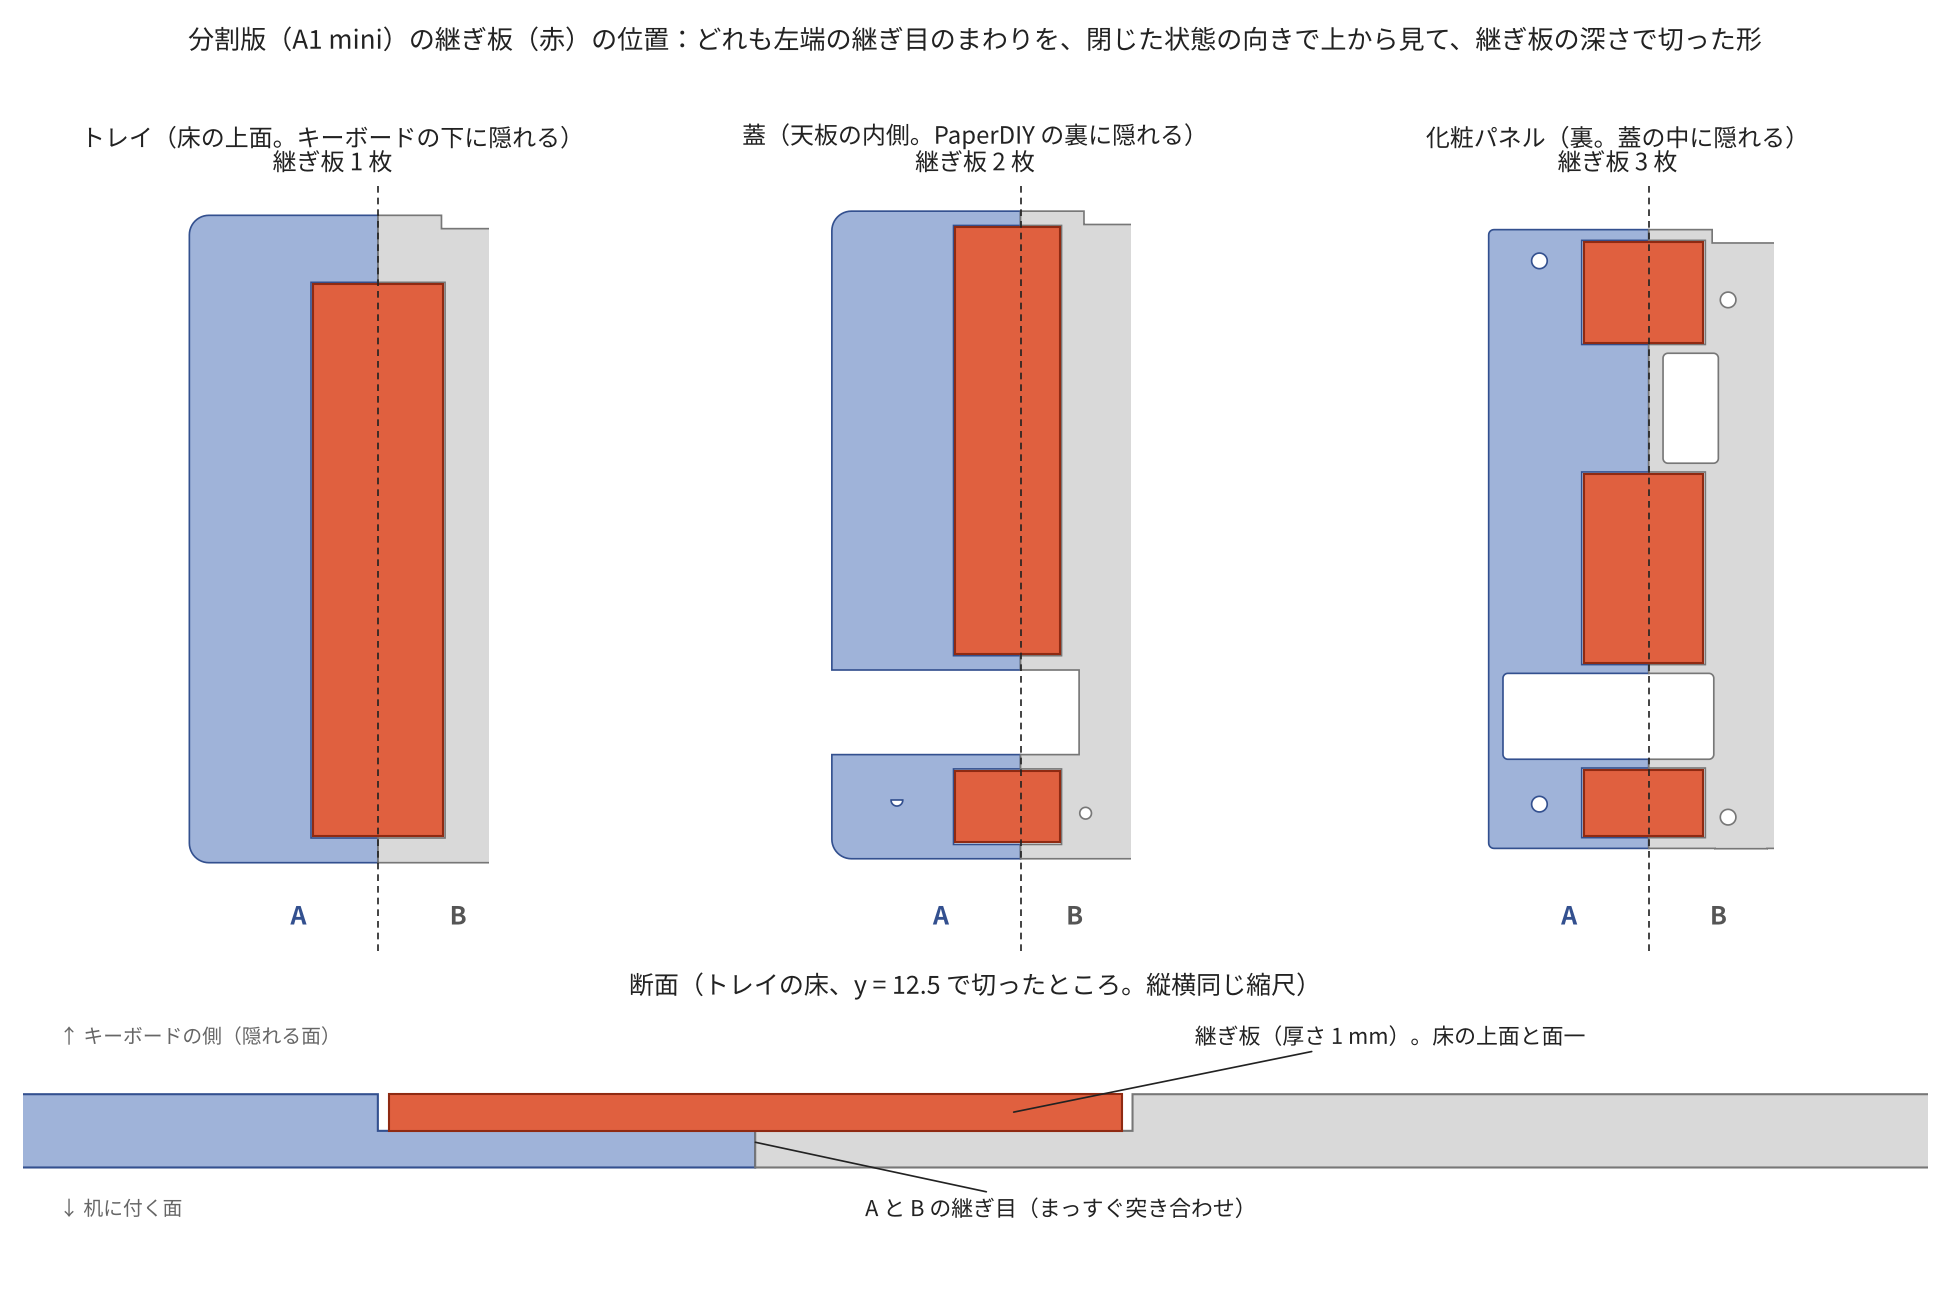 分割版（A1 mini）の継ぎ板（赤）の位置：どれも左端の継ぎ目のまわりを、閉じた状態の向きで上から見て、継ぎ板の深さで切った形
トレイ（床の上面。キーボードの下に隠れる）
継ぎ板 1 枚
蓋（天板の内側。PaperDIY の裏に隠れる）
継ぎ板 2 枚
化粧パネル（裏。蓋の中に隠れる）
継ぎ板 3 枚
A
B
A
B
A
B
断面（トレイの床、y = 12.5 で切ったところ。縦横同じ縮尺）
↑ キーボードの側（隠れる面）
継ぎ板（厚さ 1 mm）。床の上面と面一
↓ 机に付く面
A と B の継ぎ目（まっすぐ突き合わせ）